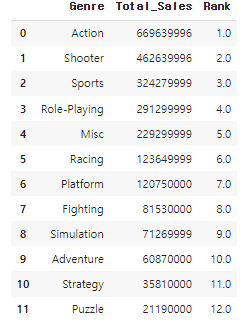 Genre Total_Sales Rank
0 Action 669639996 1.0
1 Shooter 462639996 2.0
2 Sports 324279999 3.0
3 Role-Playing 291299999 4.0
4 Misc 229299999 5.0
5 Racing 123649999 6.0
6 Platform 120750000 7.0
7 Fighting 81530000 8.0
8 Simulation 71269999 9.0
9 Adventure 60870000 10.0
10 Strategy 35810000 11.0
11 Puzzle 21190000 12.0